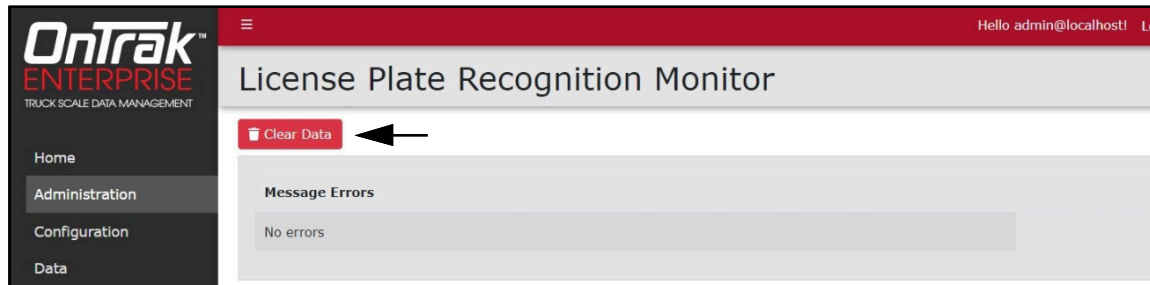 OnTrak™
ENTERPRISE
TRUCK SCALE DATA MANAGEMENT
Home
Administration
Configuration
Data
Hello admin@localhost!
License Plate Recognition Monitor
Clear Data
Message Errors
No errors